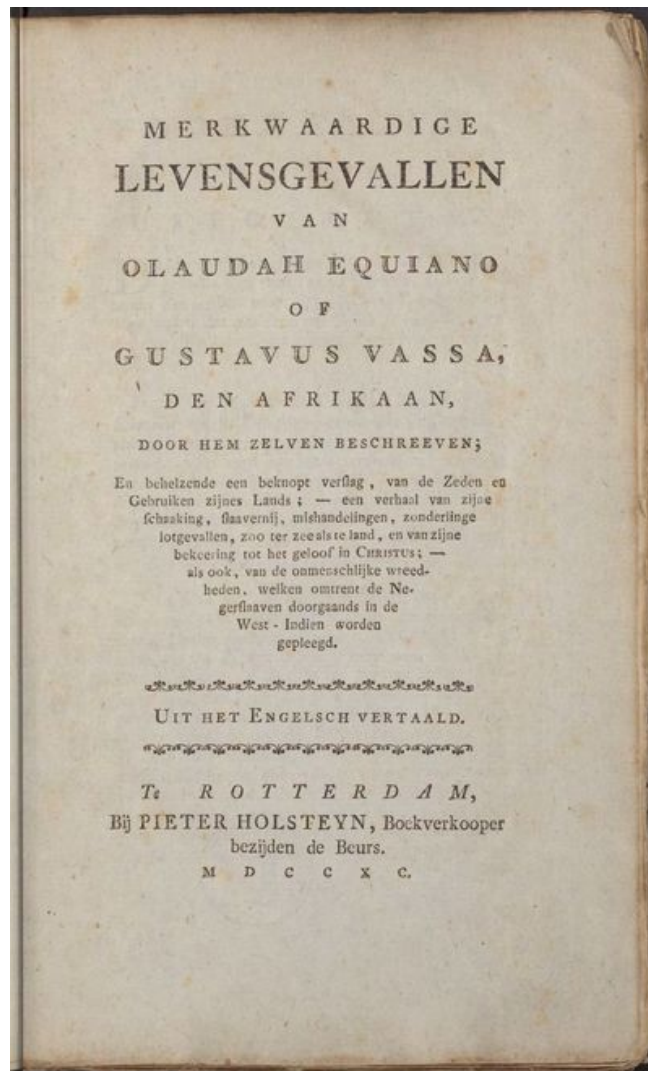 MERKWAARDIGE
LEVENSGEVALLEN
VAN
OLAUDAH EQUIANO
OF
GUSTAVUS VASSA,
DEN AFRIKAAN,
DOOR HEM ZELVEN BESCHREEVEN;
En behelzende een beknopt verſlag, van de Zeden en
Gebruiken zijnes Lands; — een verhaal van zijne
ſchaaking, ſlaavernij, mishandelingen, zonderlinge
lotgevallen, zoo ter zee als te land, en van zijne
bekeering tot het geloof in CHRISTUS; —
als ook, van de onmenschlijke wreed-
heden, welken omtrent de Ne-
gerſlaaven doorgaands in de
West-Indien worden
gepleegd.
UIT HET ENGELSCH VERTAALD.
Te ROTTERDAM,
Bij PIETER HOLSTEYN, Boekverkooper
bezijden de Beurs.
MDCCXC.